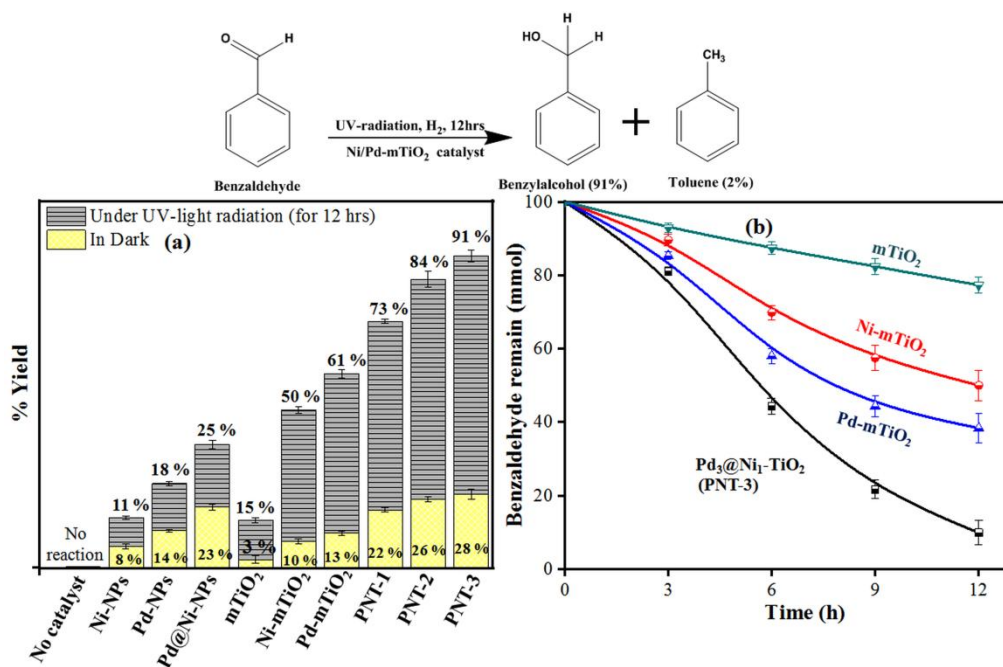 O
H
HO
H
H
CH₃
UV-radiation, H₂, 12hrs
Ni/Pd-mTiO₂ catalyst
+
Benzaldehyde
Benzylalcohol (91%)
Toluene (2%)
Under UV-light radiation (for 12 hrs)
In Dark
(a)
% Yield
No reaction
11 %
8 %
18 %
14 %
25 %
23 %
15 %
3 %
50 %
10 %
61 %
13 %
73 %
22 %
84 %
26 %
91 %
28 %
No catalyst
Ni-NPs
Pd-NPs
Pd@Ni-NPs
mTiO₂
Ni-mTiO₂
Pd-mTiO₂
PNT-1
PNT-2
PNT-3
(b)
Benzaldehyde remain (mmol)
100
80
60
40
20
0
mTiO₂
Ni-mTiO₂
Pd-mTiO₂
Pd₃@Ni₁-TiO₂
(PNT-3)
0
3
6
9
12
Time (h)